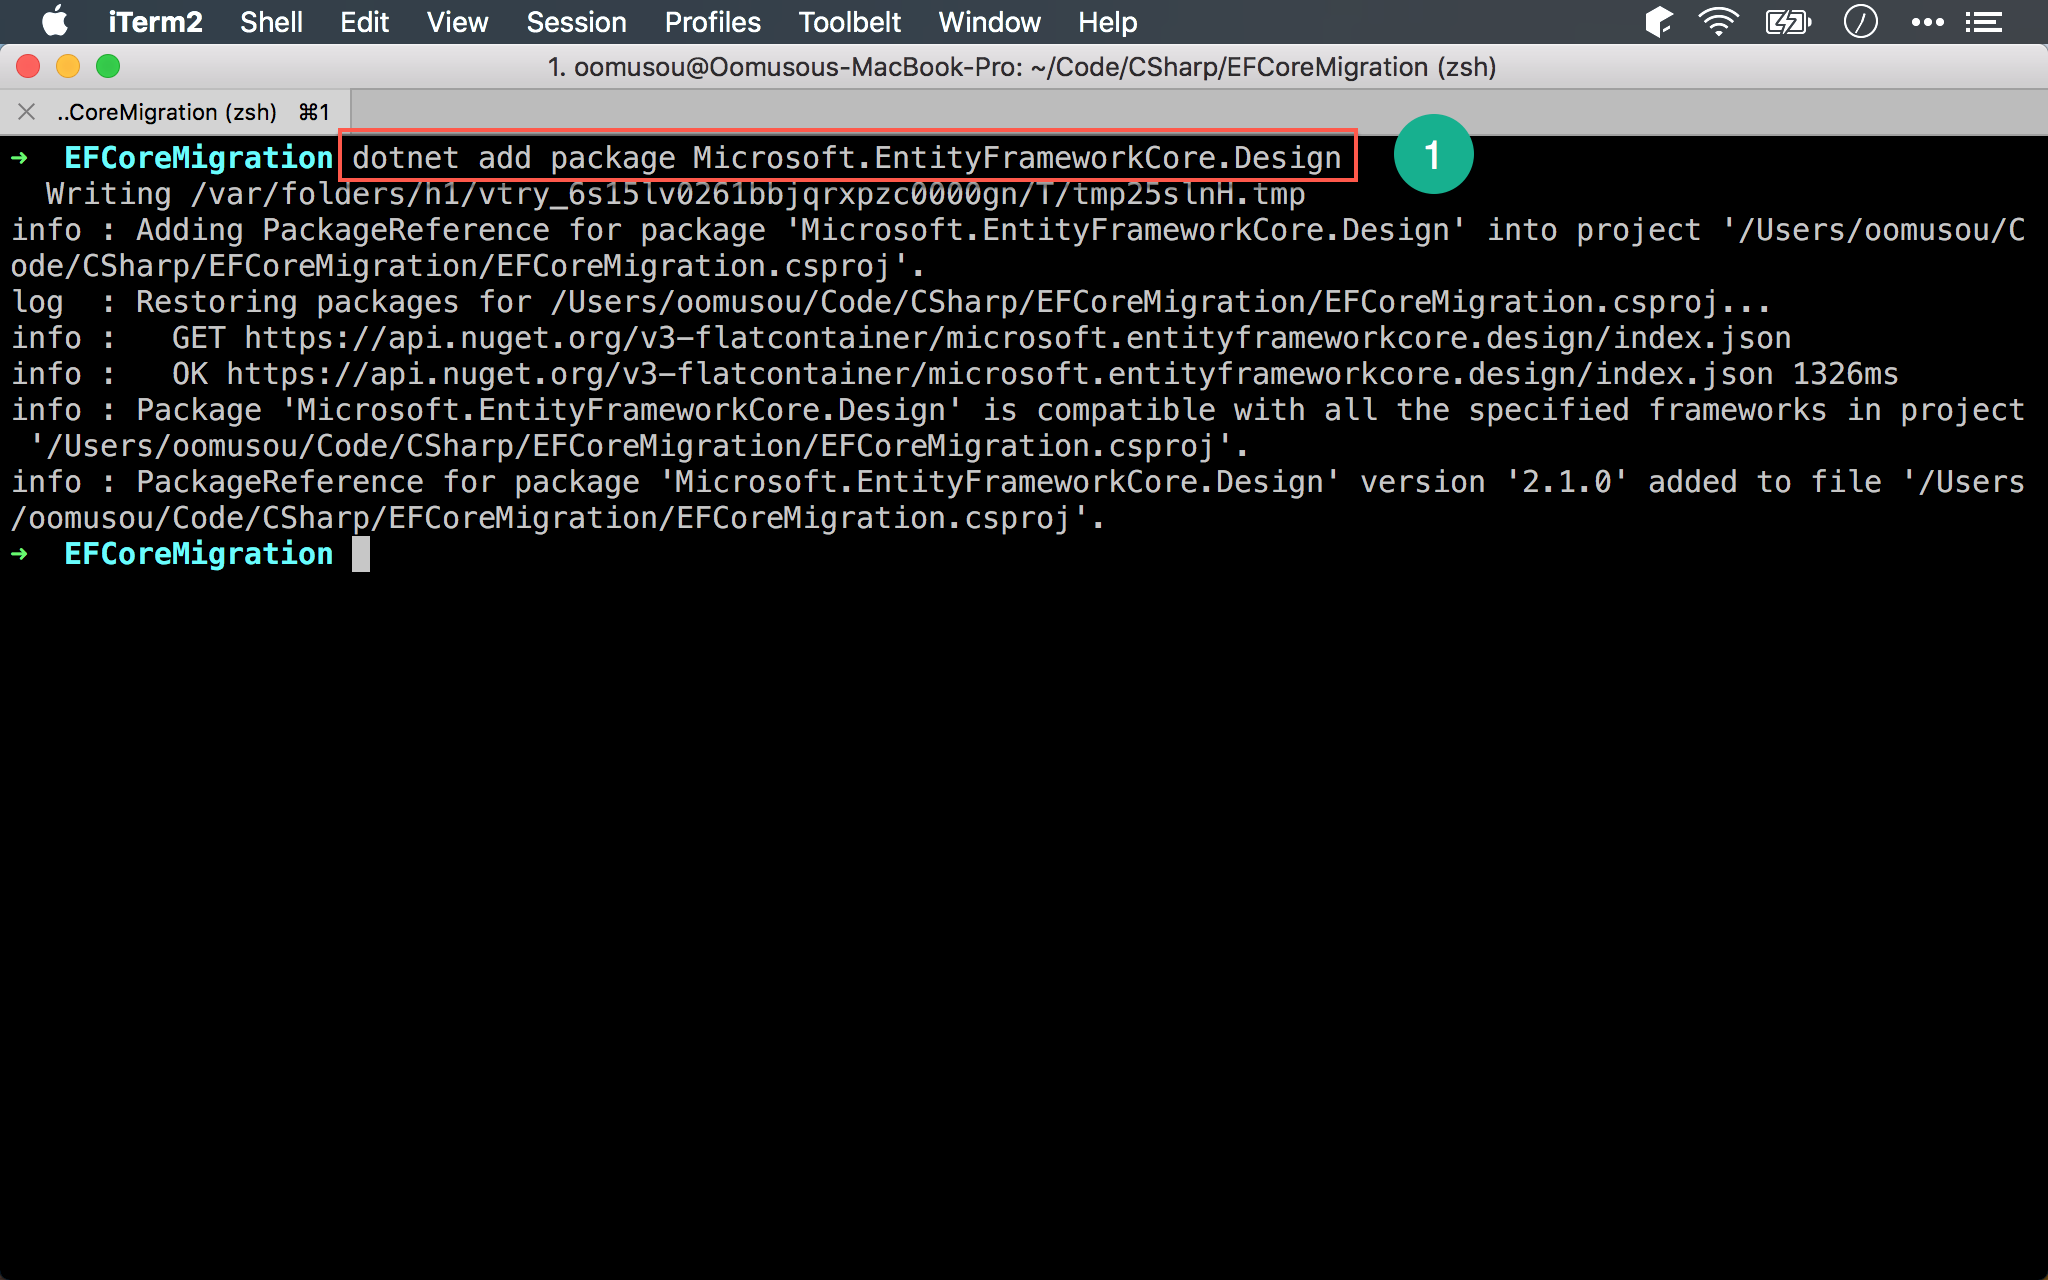 iTerm2 Shell Edit View Session Profiles Toolbelt Window Help
1. oomusou@Oomusous-MacBook-Pro: ~/Code/CSharp/EFCoreMigration (zsh)
..CoreMigration (zsh) ⌘1
➜ EFCoreMigration dotnet add package Microsoft.EntityFrameworkCore.Design 1
Writing /var/folders/h1/vtry_6s15lv0261bbjqrxpzc0000gn/T/tmp25slnH.tmp
info : Adding PackageReference for package 'Microsoft.EntityFrameworkCore.Design' into project '/Users/oomusou/C
ode/CSharp/EFCoreMigration/EFCoreMigration.csproj'.
log  : Restoring packages for /Users/oomusou/Code/CSharp/EFCoreMigration/EFCoreMigration.csproj...
info :   GET https://api.nuget.org/v3-flatcontainer/microsoft.entityframeworkcore.design/index.json
info :   OK https://api.nuget.org/v3-flatcontainer/microsoft.entityframeworkcore.design/index.json 1326ms
info : Package 'Microsoft.EntityFrameworkCore.Design' is compatible with all the specified frameworks in project
'/Users/oomusou/Code/CSharp/EFCoreMigration/EFCoreMigration.csproj'.
info : PackageReference for package 'Microsoft.EntityFrameworkCore.Design' version '2.1.0' added to file '/Users
/oomusou/Code/CSharp/EFCoreMigration/EFCoreMigration.csproj'.
➜ EFCoreMigration